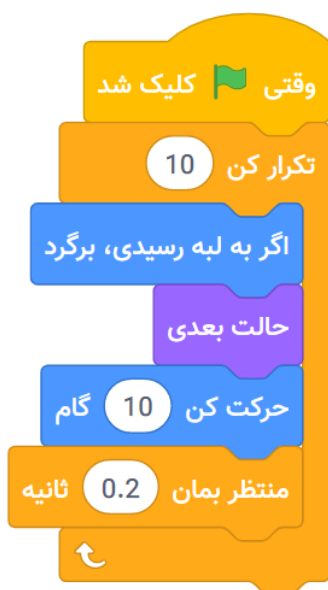 وقتی کلیک شد
تکرار کن 10
اگر به لبه رسیدی، برگرد
حالت بعدی
حرکت کن 10 گام
منتظر بمان 0.2 ثانیه